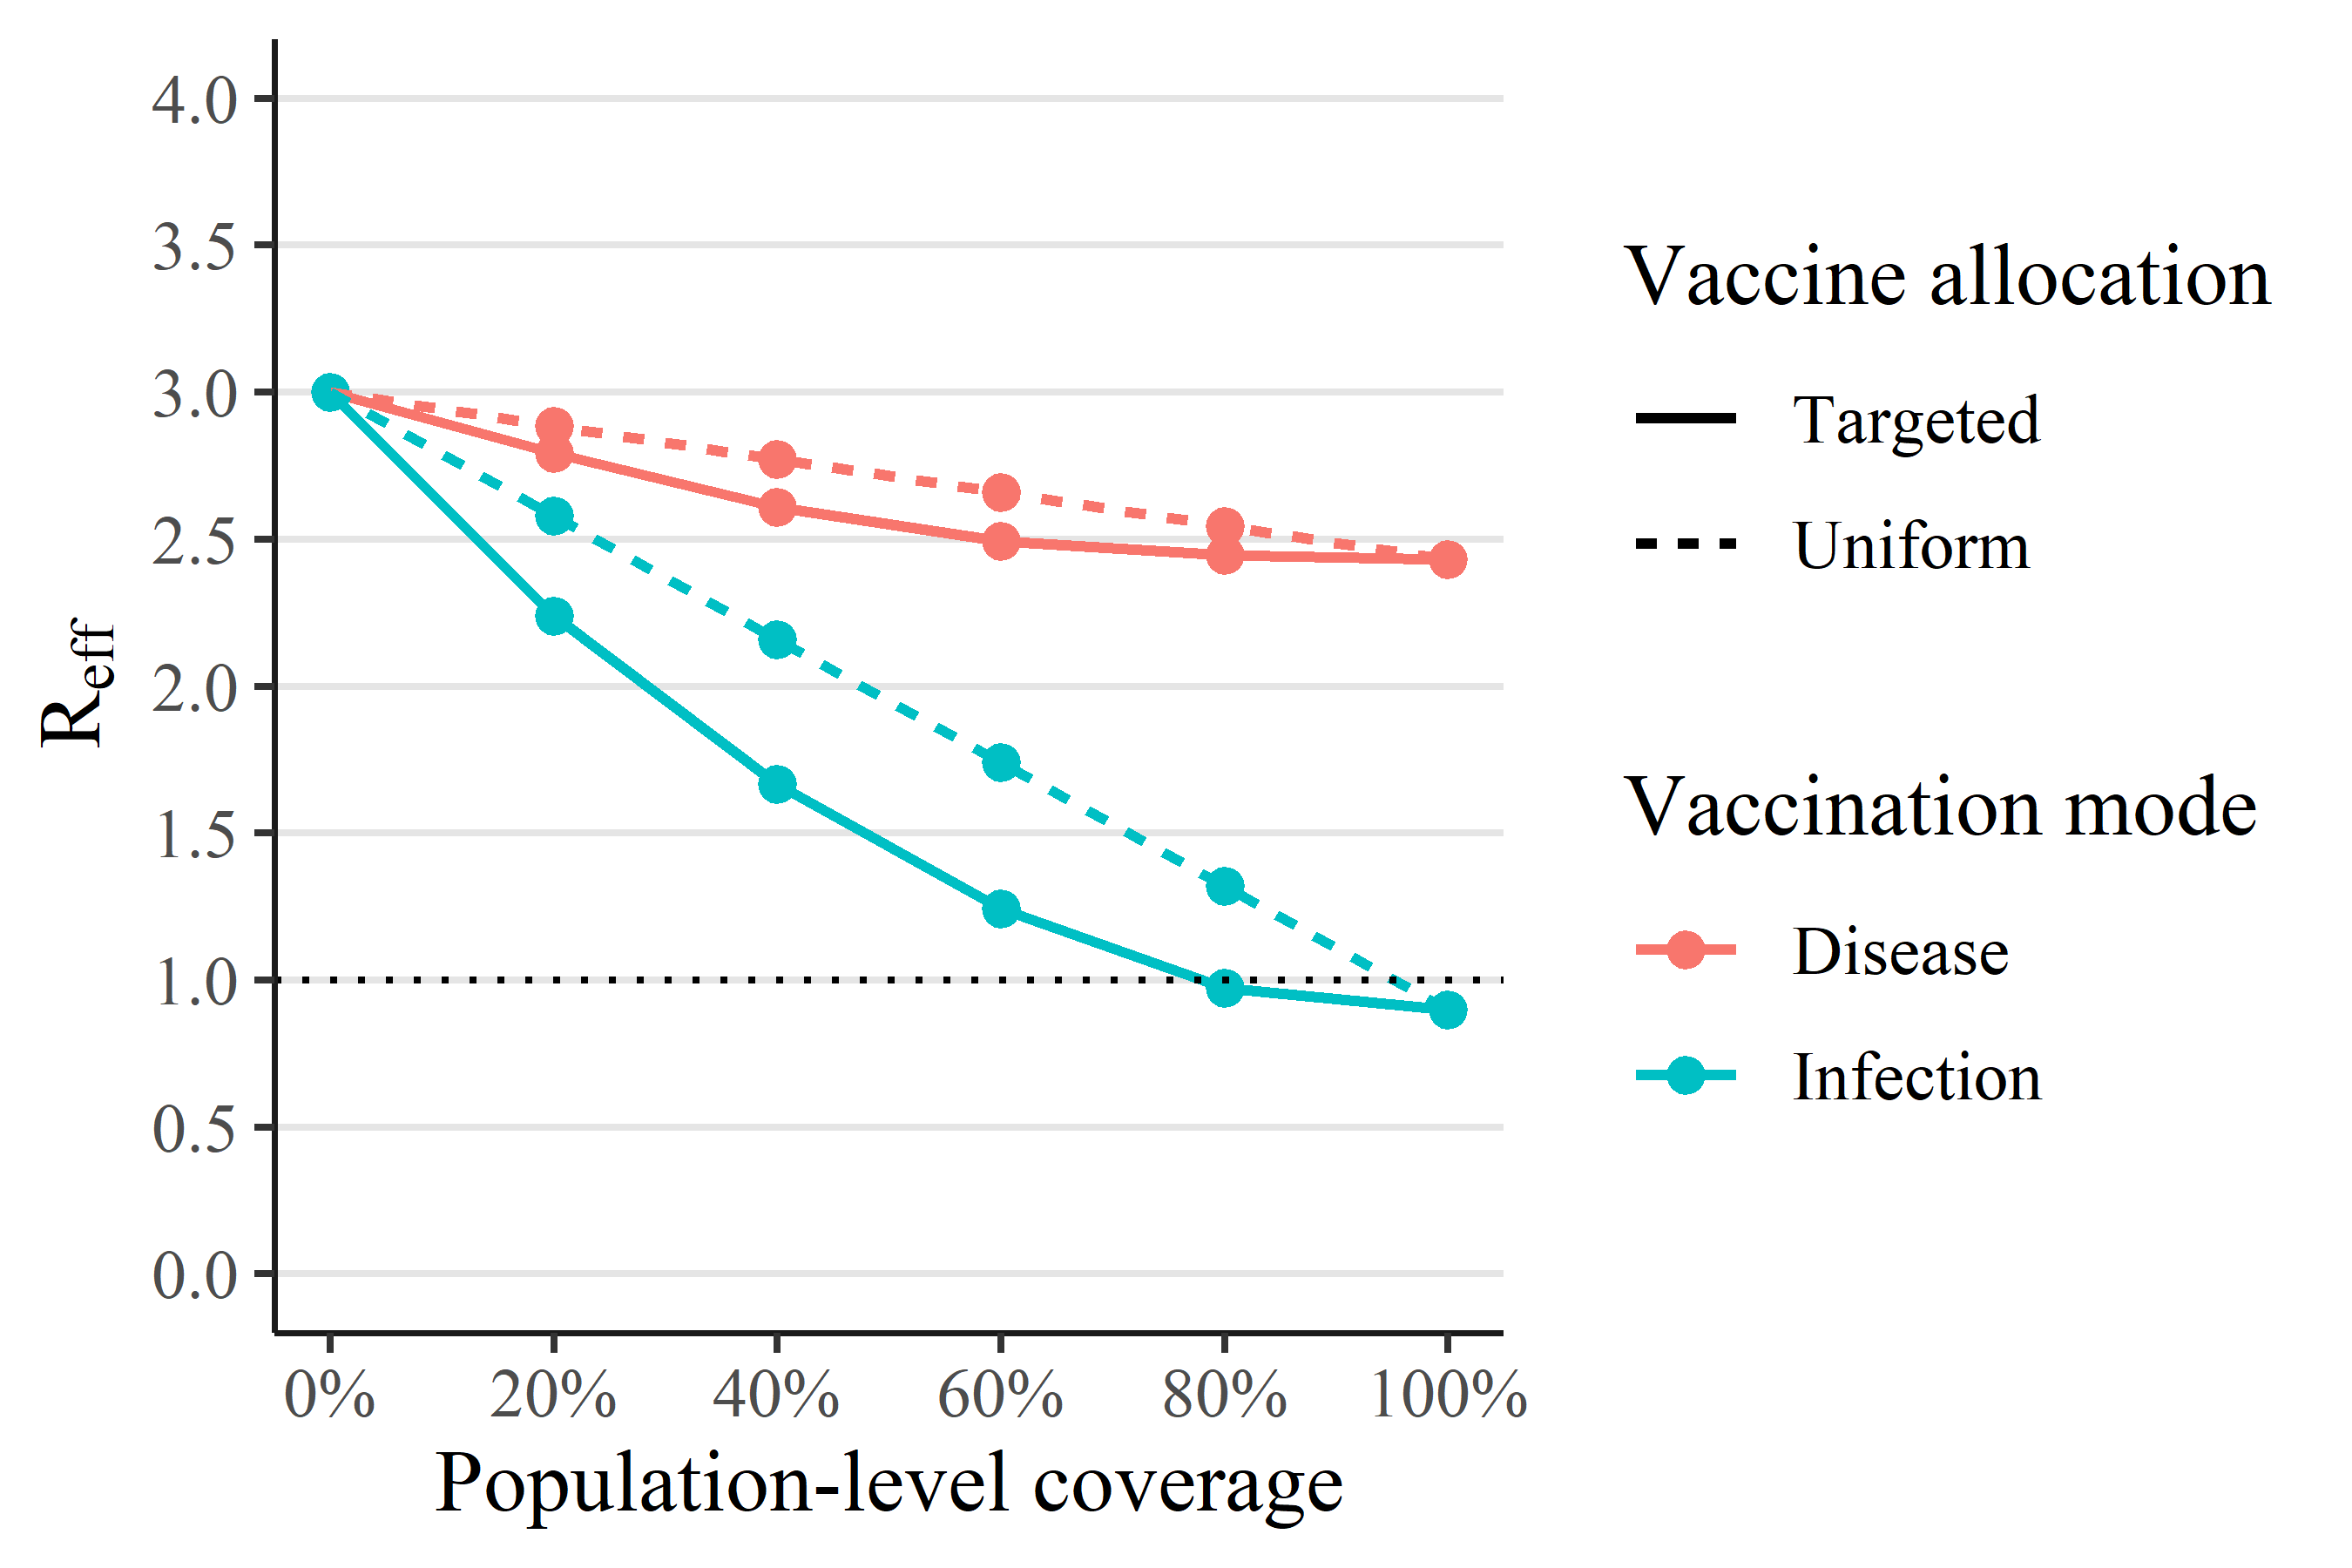 4.0
3.5
3.0
2.5
2.0
1.5
1.0
0.5
0.0
Reff
0%
20%
40%
60%
80%
100%
Population-level coverage
Vaccine allocation
Targeted
Uniform
Vaccination mode
Disease
Infection